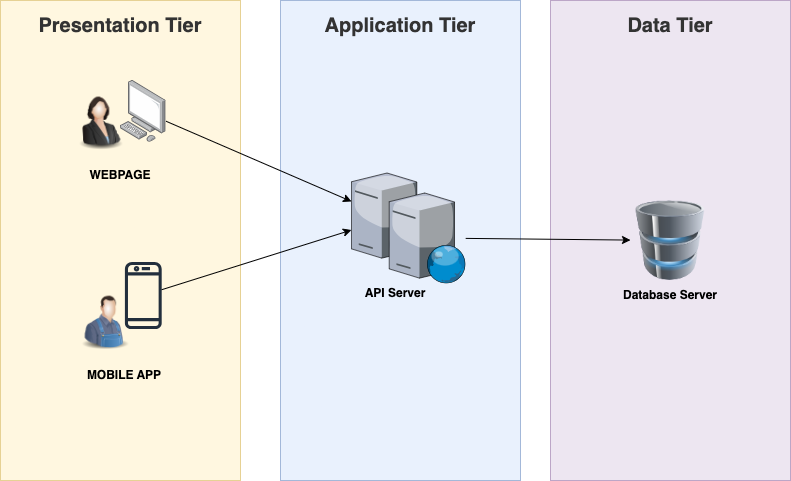 Presentation Tier
Application Tier
Data Tier
WEBPAGE
API Server
Database Server
MOBILE APP